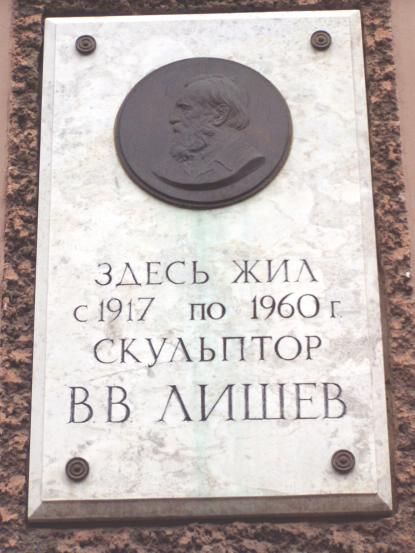 ЗДЕСЬ ЖИЛ
С 1917 ПО 1960 Г.
СКУЛЬПТОР
В.В. ЛИШЕВ